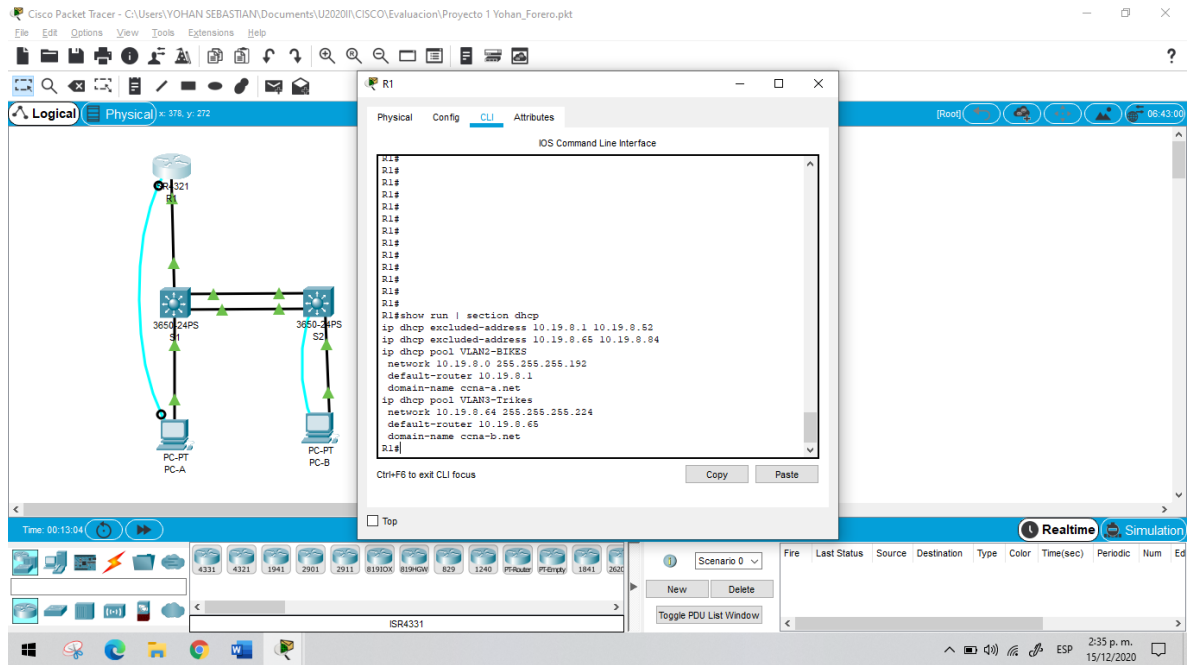 Cisco Packet Tracer - C:\Users\YOHAN SEBASTIAN\Documents\U2020II\CISCO\Evaluacion\Proyecto 1 Yohan_Forero.pkt
File Edit Options View Tools Extensions Help
?
Logical Physical x: 378, y: 272
[Root] 06:43:00
ISR4321
R1
3650-24PS
S1
3650-24PS
S2
PC-PT
PC-A
PC-PT
PC-B
R1
Physical Config CLI Attributes
IOS Command Line Interface
R1#
R1#
R1#
R1#
R1#
R1#
R1#
R1#
R1#
R1#
R1#
R1#
R1#
R1#show run | section dhcp
ip dhcp excluded-address 10.19.8.1 10.19.8.52
ip dhcp excluded-address 10.19.8.65 10.19.8.84
ip dhcp pool VLAN2-BIKES
network 10.19.8.0 255.255.255.192
default-router 10.19.8.1
domain-name ccna-a.net
ip dhcp pool VLAN3-Trikes
network 10.19.8.64 255.255.255.224
default-router 10.19.8.65
domain-name ccna-b.net
R1#
Ctrl+F6 to exit CLI focus
Copy Paste
Top
Time: 00:13:04
Realtime Simulation
4331 4321 1941 2901 2911 819IOX 819HGW 829 1240 PT-Router PT-Empty 1841 2620
ISR4331
Scenario 0
New Delete
Toggle PDU List Window
Fire Last Status Source Destination Type Color Time(sec) Periodic Num Ed
ESP
2:35 p. m.
15/12/2020